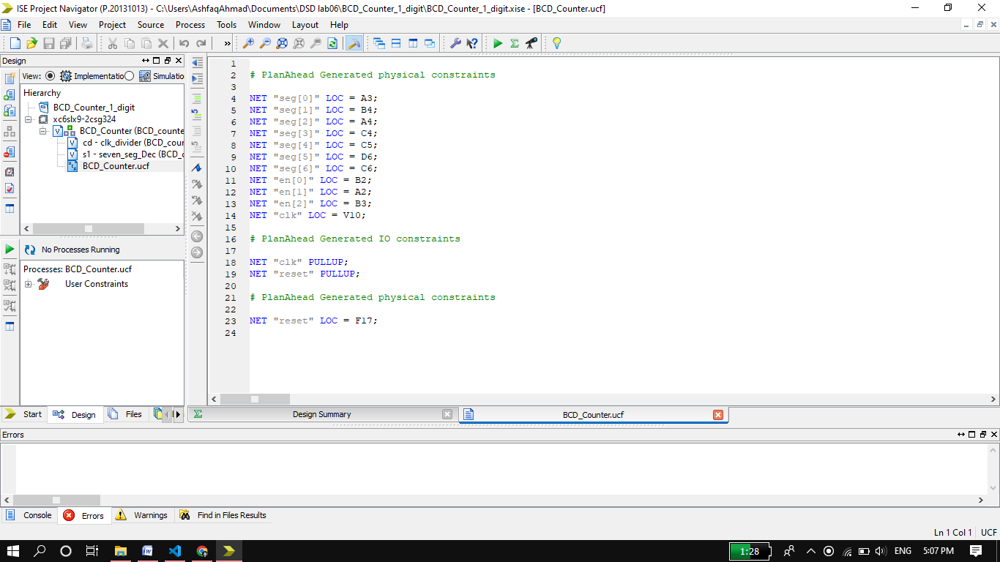 ISE Project Navigator (P.20131013) - C:\Users\AshfaqAhmad\Documents\DSD lab06\BCD_Counter_1_digit\BCD_Counter_1_digit.xise - [BCD_Counter.ucf]
File Edit View Project Source Process Tools Window Layout Help
»
Design
View: Implementatio Simulatio
Hierarchy
BCD_Counter_1_digit
xc6slx9-2csg324
BCD_Counter (BCD_counte
cd - clk_divider (BCD_cour
s1 - seven_seg_Dec (BCD_c
BCD_Counter.ucf
No Processes Running
Processes: BCD_Counter.ucf
User Constraints
Start Design Files
1
2 # PlanAhead Generated physical constraints
3
4 NET "seg[0]" LOC = A3;
5 NET "seg[1]" LOC = B4;
6 NET "seg[2]" LOC = A4;
7 NET "seg[3]" LOC = C4;
8 NET "seg[4]" LOC = C5;
9 NET "seg[5]" LOC = D6;
10 NET "seg[6]" LOC = C6;
11 NET "en[0]" LOC = B2;
12 NET "en[1]" LOC = A2;
13 NET "en[2]" LOC = B3;
14 NET "clk" LOC = V10;
15
16 # PlanAhead Generated IO constraints
17
18 NET "clk" PULLUP;
19 NET "reset" PULLUP;
20
21 # PlanAhead Generated physical constraints
22
23 NET "reset" LOC = F17;
24
Design Summary BCD_Counter.ucf
Errors
Console Errors Warnings Find in Files Results
Ln 1 Col 1 UCF
1:28 ENG 5:07 PM